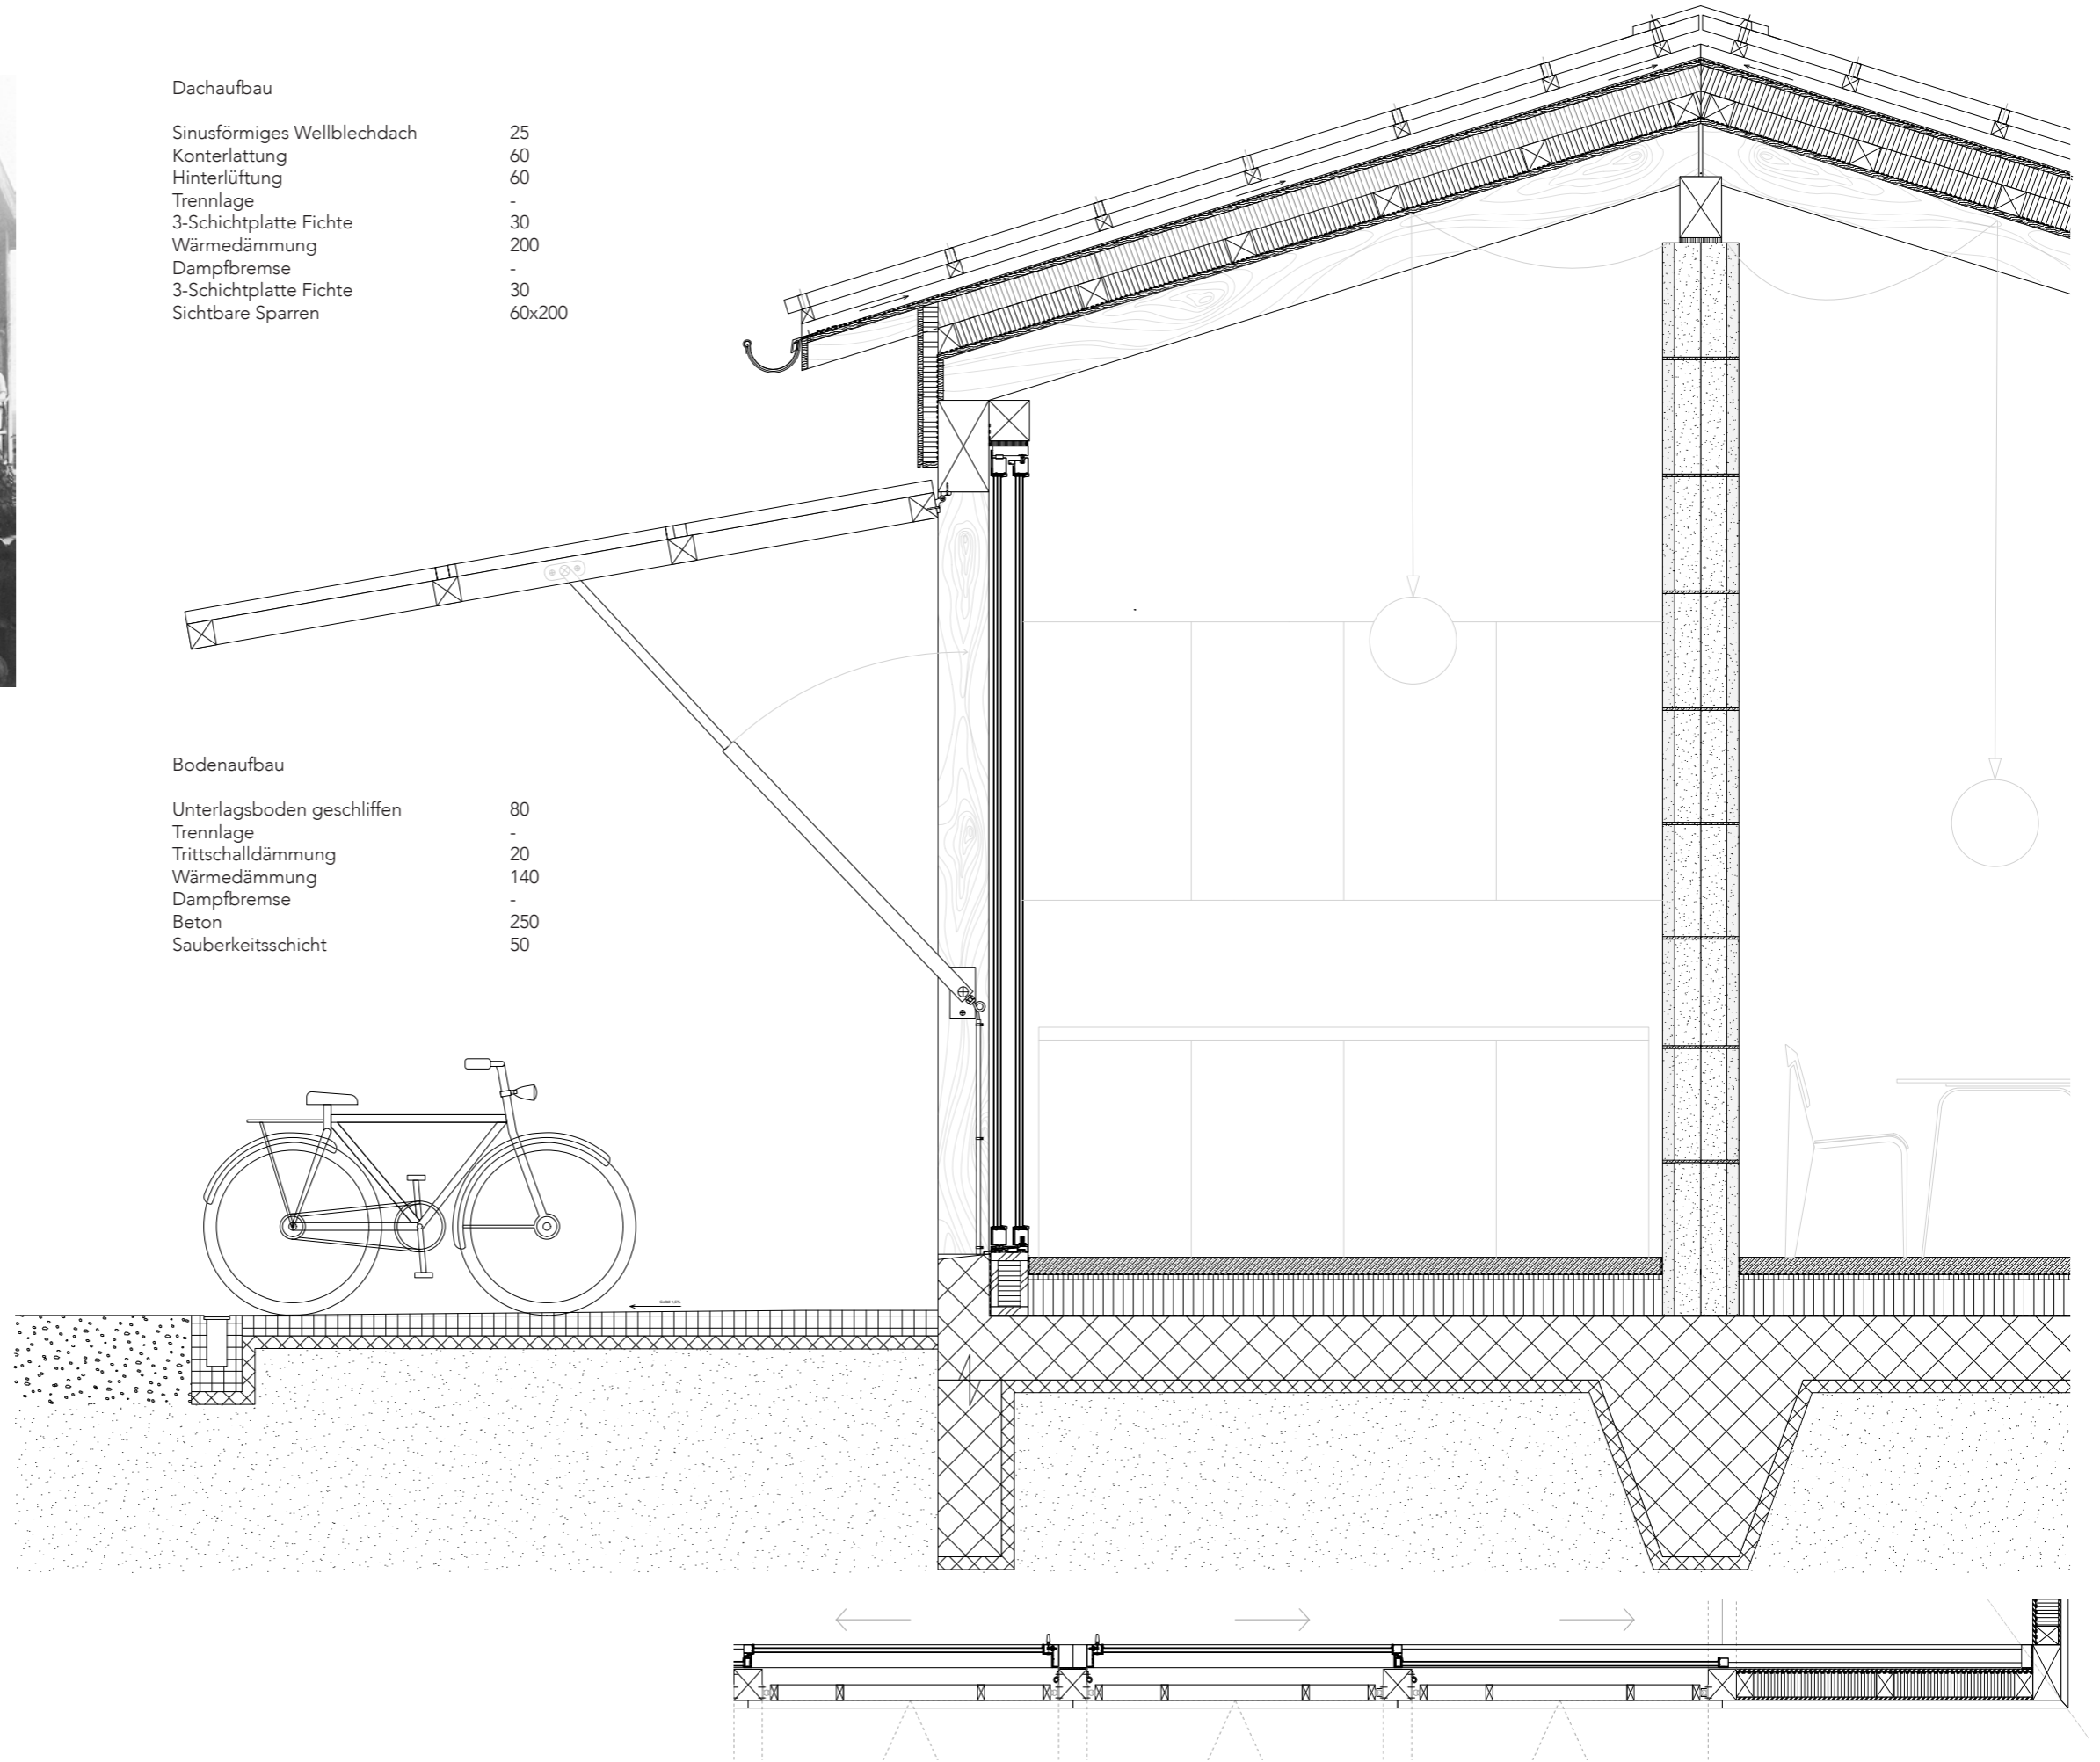 Dachaufbau
Sinusförmiges Wellblechdach 25
Konterlattung 60
Hinterlüftung 60
Trennlage -
3-Schichtplatte Fichte 30
Wärmedämmung 200
Dampfbremse -
3-Schichtplatte Fichte 30
Sichtbare Sparren 60x200
Bodenaufbau
Unterlagsboden geschliffen 80
Trennlage -
Trittschalldämmung 20
Wärmedämmung 140
Dampfbremse -
Beton 250
Sauberkeitsschicht 50